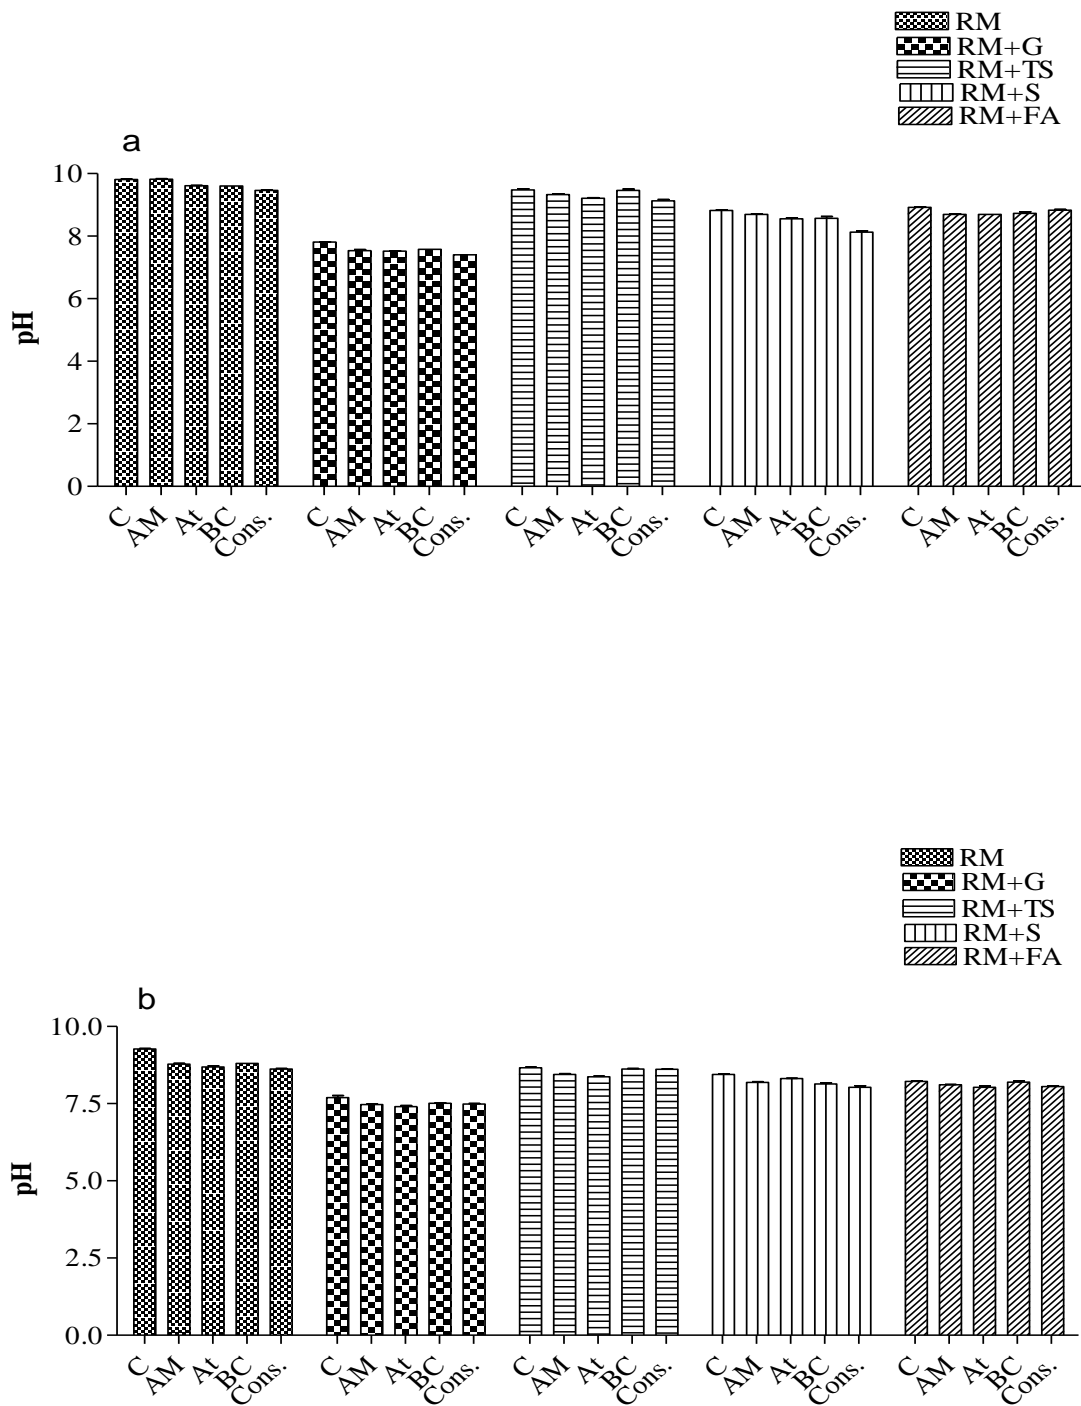 RM
RM+G
RM+TS
RM+S
RM+FA
a
10
8
6
4
2
0
pH
C AM At BC Cons. C AM At BC Cons. C AM At BC Cons. C AM At BC Cons. C AM At BC Cons.
RM
RM+G
RM+TS
RM+S
RM+FA
b
10.0
7.5
5.0
2.5
0.0
pH
C AM At BC Cons. C AM At BC Cons. C AM At BC Cons. C AM At BC Cons. C AM At BC Cons.